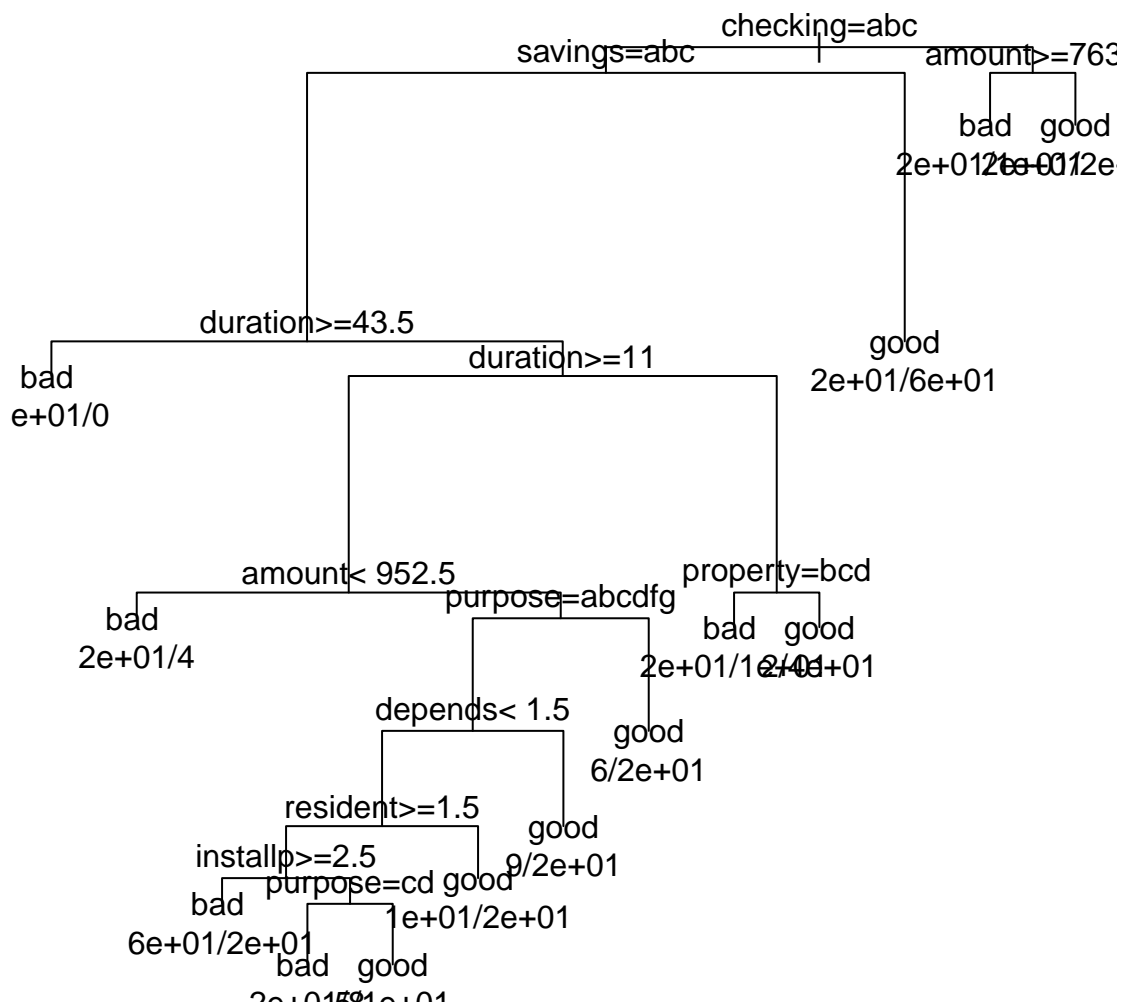 checking=abc
savings=abc
amount>=763
bad
good
duration>=43.5
good
2e+01/6e+01
duration>=11
bad
e+01/0
amount< 952.5
property=bcd
purpose=abcdfg
bad
2e+01/4
bad
good
depends< 1.5
good
6/2e+01
resident>=1.5
good
9/2e+01
installp>=2.5
purpose=cd
good
1e+01/2e+01
bad
6e+01/2e+01
bad
good